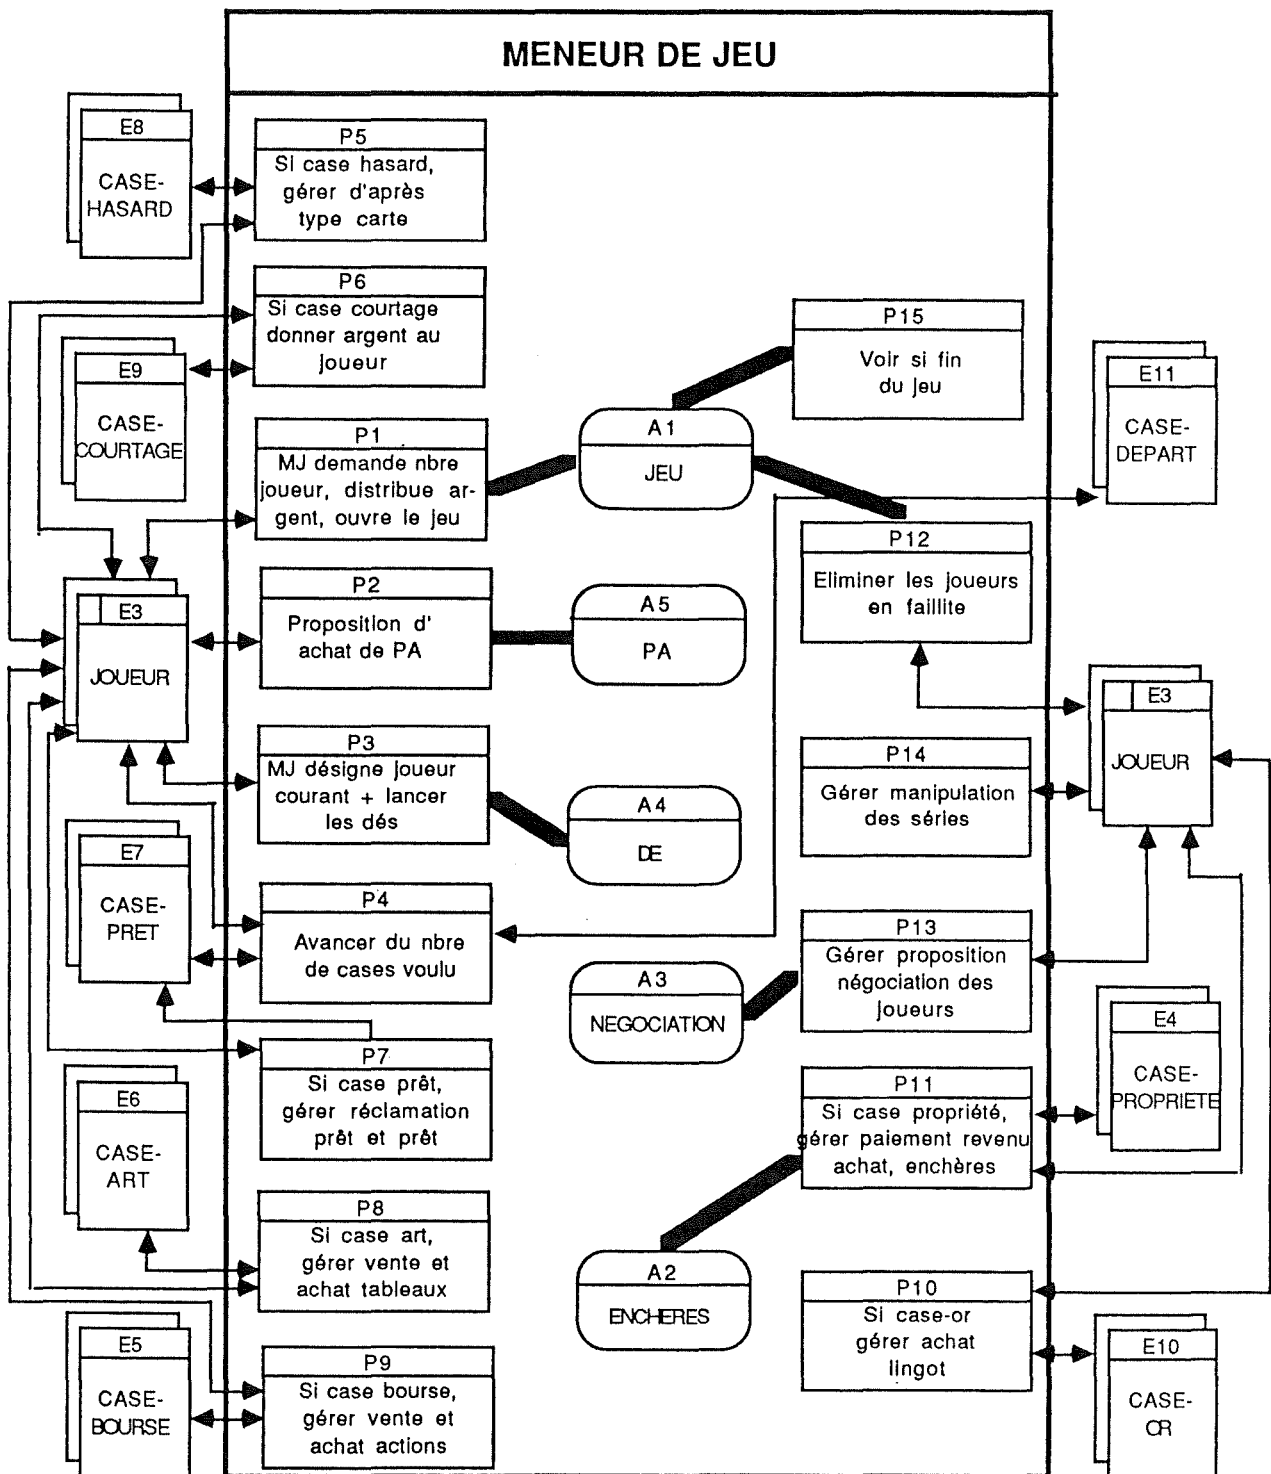 MENEUR DE JEU
E8
CASE-
HASARD
P5
Si case hasard,
gérer d'après
type carte
P6
Si case courtage
donner argent au
joueur
E9
CASE-
COURTAGE
P15
Voir si fin
du jeu
E11
CASE-
DEPART
A1
JEU
P1
MJ demande nbre
joueur, distribue ar-
gent, ouvre le jeu
P12
Eliminer les joueurs
en faillite
P2
Proposition d'
achat de PA
A5
PA
E3
JOUEUR
E3
JOUEUR
P3
MJ désigne joueur
courant + lancer
les dés
P14
Gérer manipulation
des séries
A4
DE
E7
CASE-
PRET
P4
Avancer du nbre
de cases voulu
P13
Gérer proposition
négociation des
joueurs
A3
NEGOCIATION
E4
CASE-
PROPRIETE
P7
Si case prêt,
gérer réclamation
prêt et prêt
P11
Si case propriété,
gérer paiement revenu
achat, enchères
E6
CASE-
ART
P8
Si case art,
gérer vente et
achat tableaux
A2
ENCHERES
P10
Si case-or
gérer achat
lingot
E5
CASE-
BOURSE
P9
Si case bourse,
gérer vente et
achat actions
E10
CASE-
OR